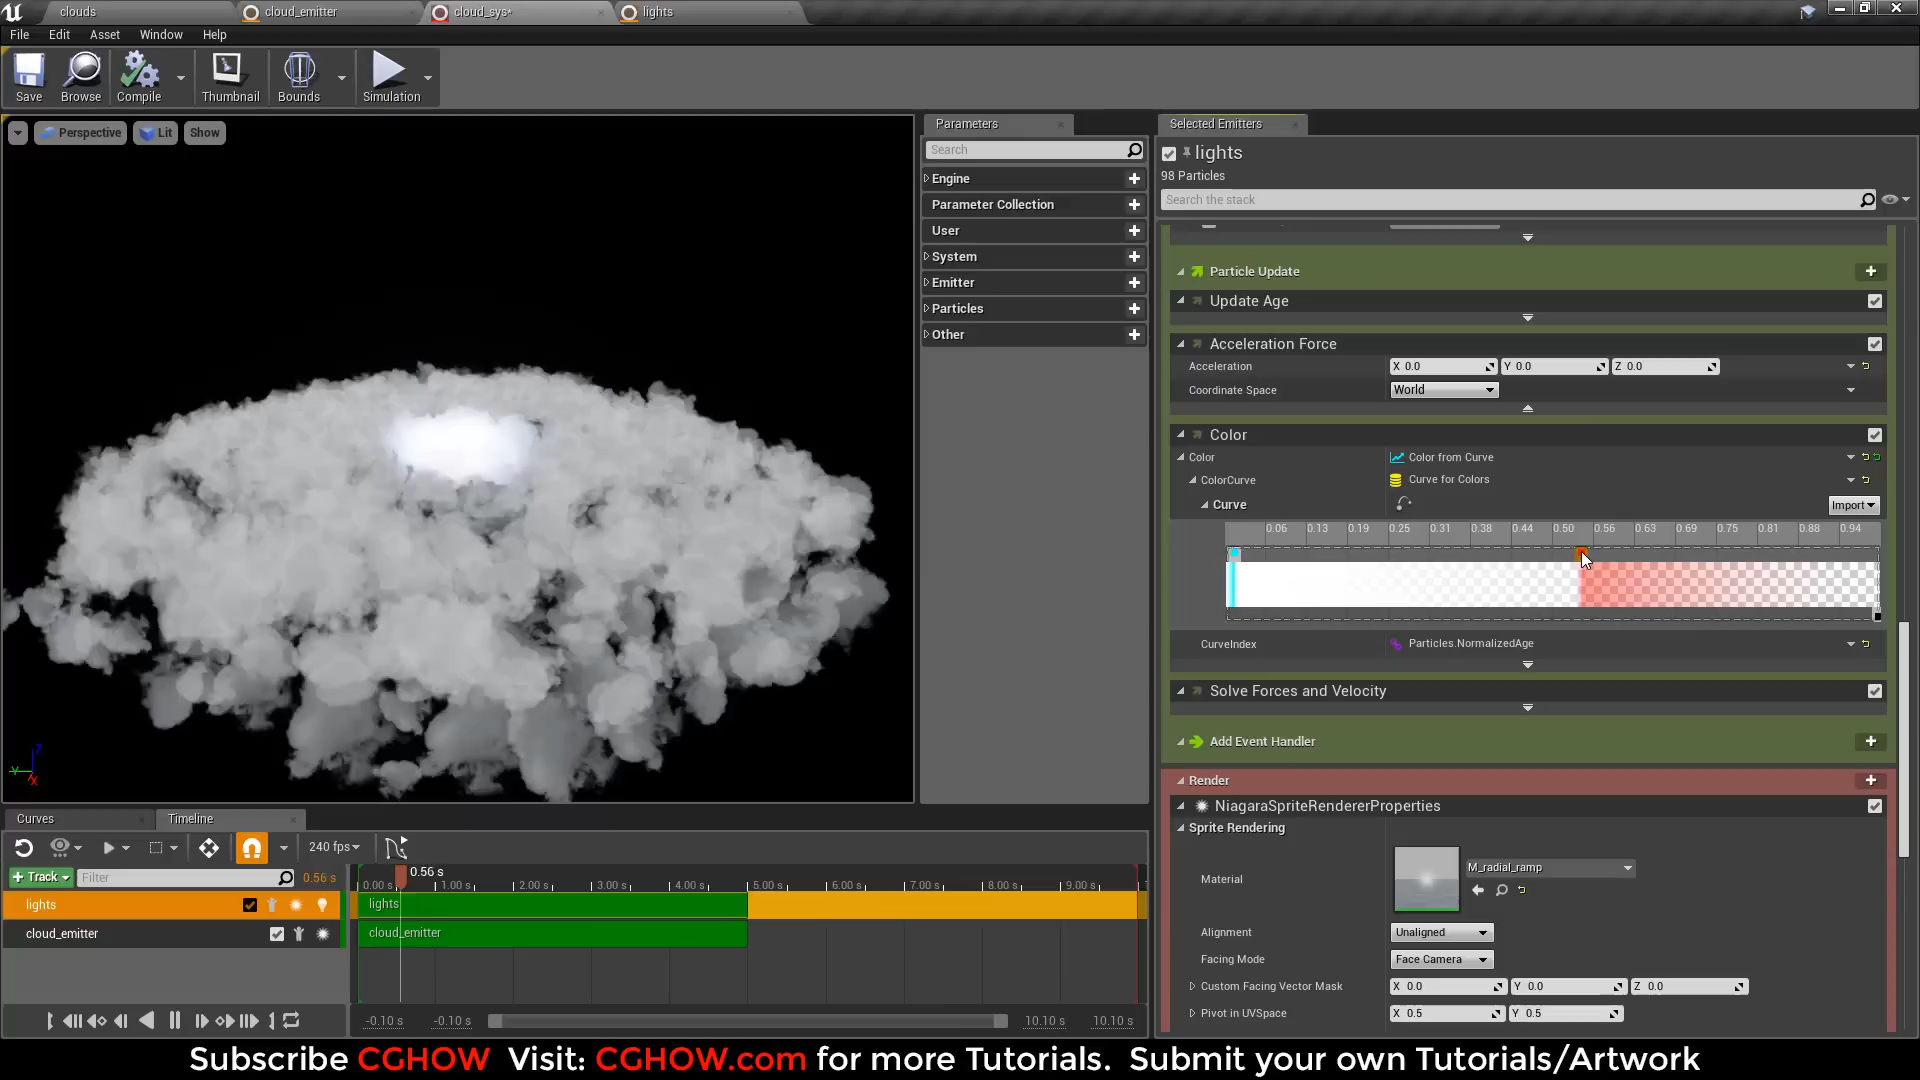 clouds
cloud_emitter
cloud_sys*
lights
File
Edit
Asset
Window
Help
Save
Browse
Compile
Thumbnail
Bounds
Simulation
Perspective
Lit
Show
Parameters
Search
Engine
Parameter Collection
User
System
Emitter
Particles
Other
Selected Emitters
lights
98 Particles
Search the stack
Particle Update
Update Age
Acceleration Force
Acceleration
X 0.0
Y 0.0
Z 0.0
Coordinate Space
World
Color
Color
Color from Curve
ColorCurve
Curve for Colors
Curve
Import
0.06 0.13 0.19 0.25 0.31 0.38 0.44 0.50 0.56 0.63 0.69 0.75 0.81 0.88 0.94
CurveIndex
Particles.NormalizedAge
Solve Forces and Velocity
Add Event Handler
Render
NiagaraSpriteRendererProperties
Sprite Rendering
Material
M_radial_ramp
Alignment
Unaligned
Facing Mode
Face Camera
Custom Facing Vector Mask
X 0.0
Y 0.0
Z 0.0
Pivot in UVSpace
X 0.5
Y 0.5
Z
Y
X
Curves
Timeline
240 fps
Track
Filter
0.56 s
0.56 s
0.00 s 1.00 s 2.00 s 3.00 s 4.00 s 5.00 s 6.00 s 7.00 s 8.00 s 9.00 s
lights
lights
cloud_emitter
cloud_emitter
-0.10 s
-0.10 s
10.10 s
10.10 s
Subscribe CGHOW Visit: CGHOW.com for more Tutorials. Submit your own Tutorials/Artwork